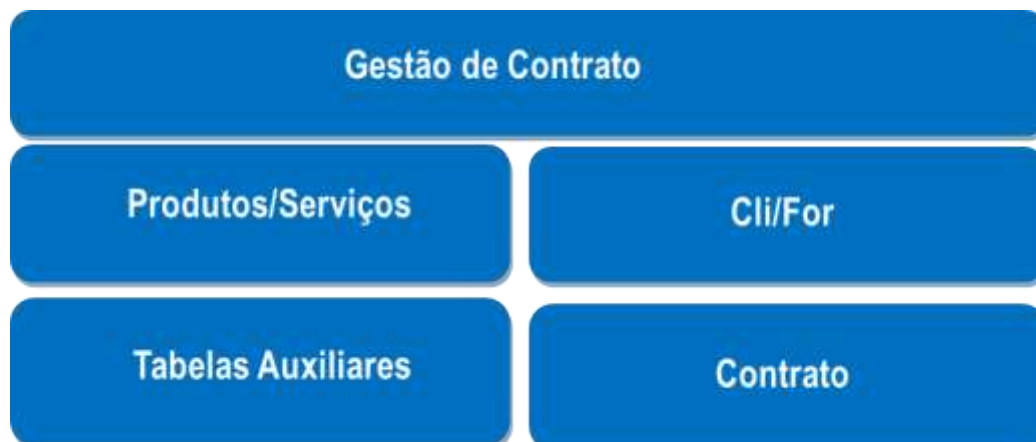 Gestão de Contrato
Produtos/Serviços
Cli/For
Tabelas Auxiliares
Contrato